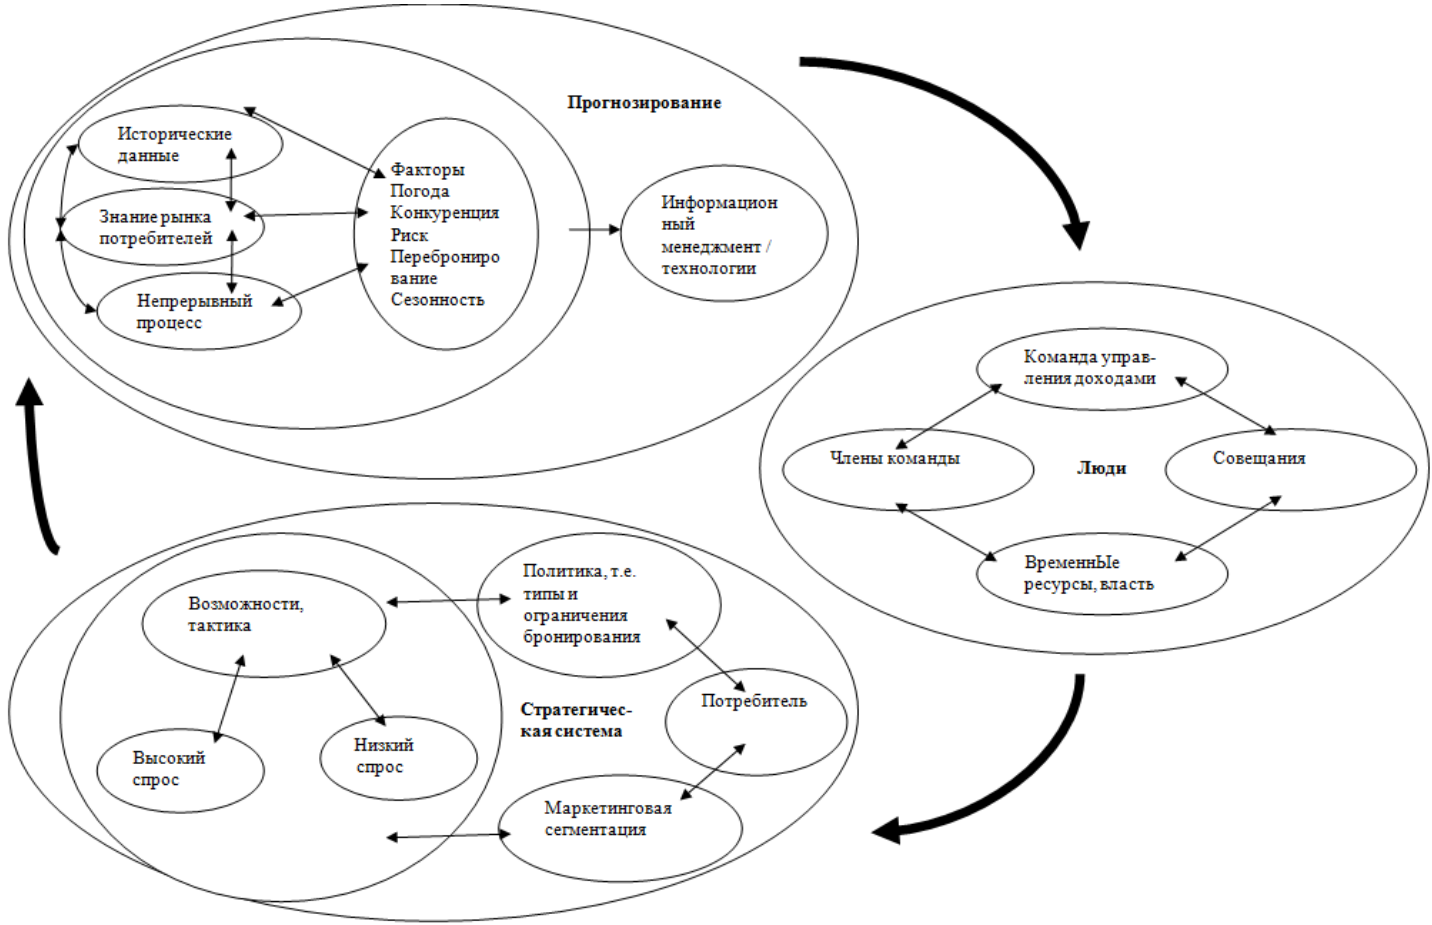 Прогнозирование
Исторические
данные
Знание рынка
потребителей
Непрерывный
процесс
Факторы
Погода
Конкуренция
Риск
Переброниро
вание
Сезонность
Информацион
ный
менеджмент /
технологии
Команда управ-
ления доходами
Члены команды
Люди
Совещания
ВременнЫе
ресурсы, власть
Возможности,
тактика
Высокий
спрос
Низкий
спрос
Политика, т.е.
типы и
ограничения
бронирования
Стратегичес-
кая система
Потребитель
Маркетинговая
сегментация